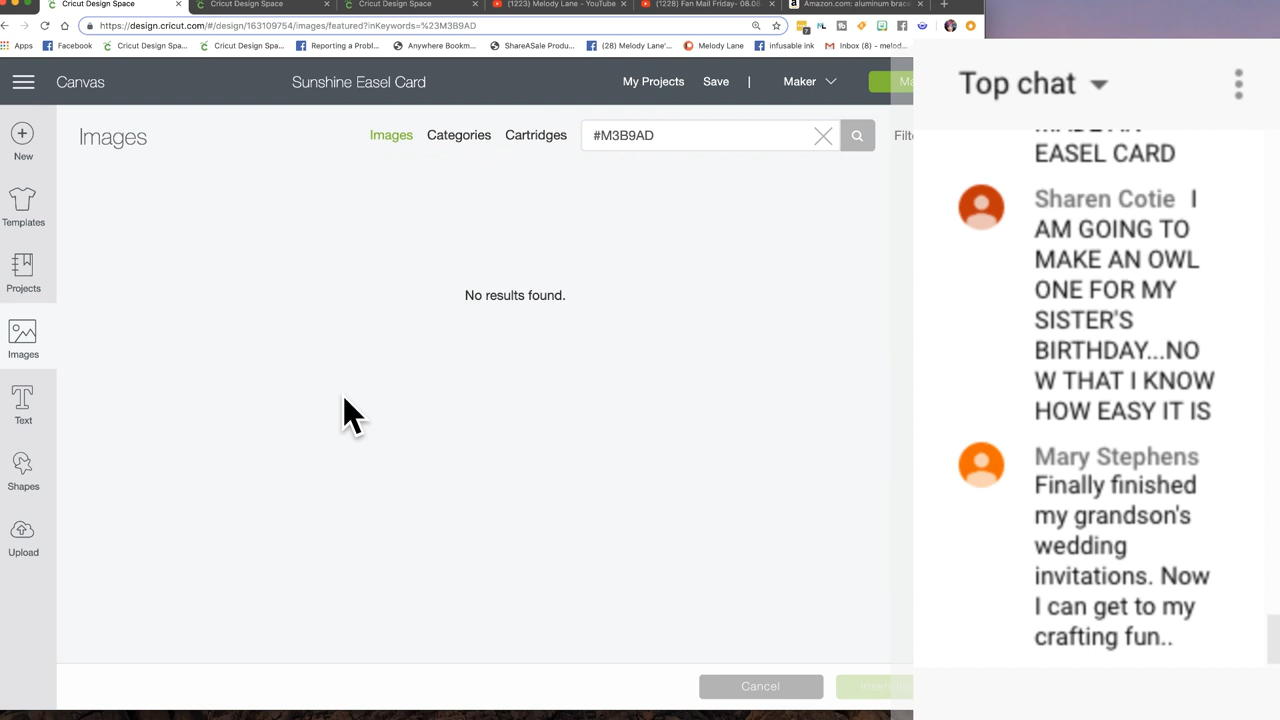 Cricut Design Space
Cricut Design Space
Cricut Design Space
(1223) Melody Lane - YouTube
(1228) Fan Mail Friday- 08.08
Amazon.com: aluminum brace
https://design.cricut.com/#/design/163109754/images/featured?inKeywords=%23M3B9AD
Apps
Facebook
Cricut Design Spac...
Cricut Design Spac...
Reporting a Probl...
Anywhere Bookm...
ShareASale Produ...
(28) Melody Lane'...
Melody Lane
infusable ink
Inbox (8) - melod...
Canvas
Sunshine Easel Card
My Projects
Save
|
Maker
Images
Images
Categories
Cartridges
#M3B9AD
New
Templates
Projects
Images
Text
Shapes
Upload
No results found.
Cancel
Top chat
MADE AN
EASEL CARD
Sharen Cotie I
AM GOING TO
MAKE AN OWL
ONE FOR MY
SISTER'S
BIRTHDAY...NO
W THAT I KNOW
HOW EASY IT IS
Mary Stephens
Finally finished
my grandson's
wedding
invitations. Now
I can get to my
crafting fun..